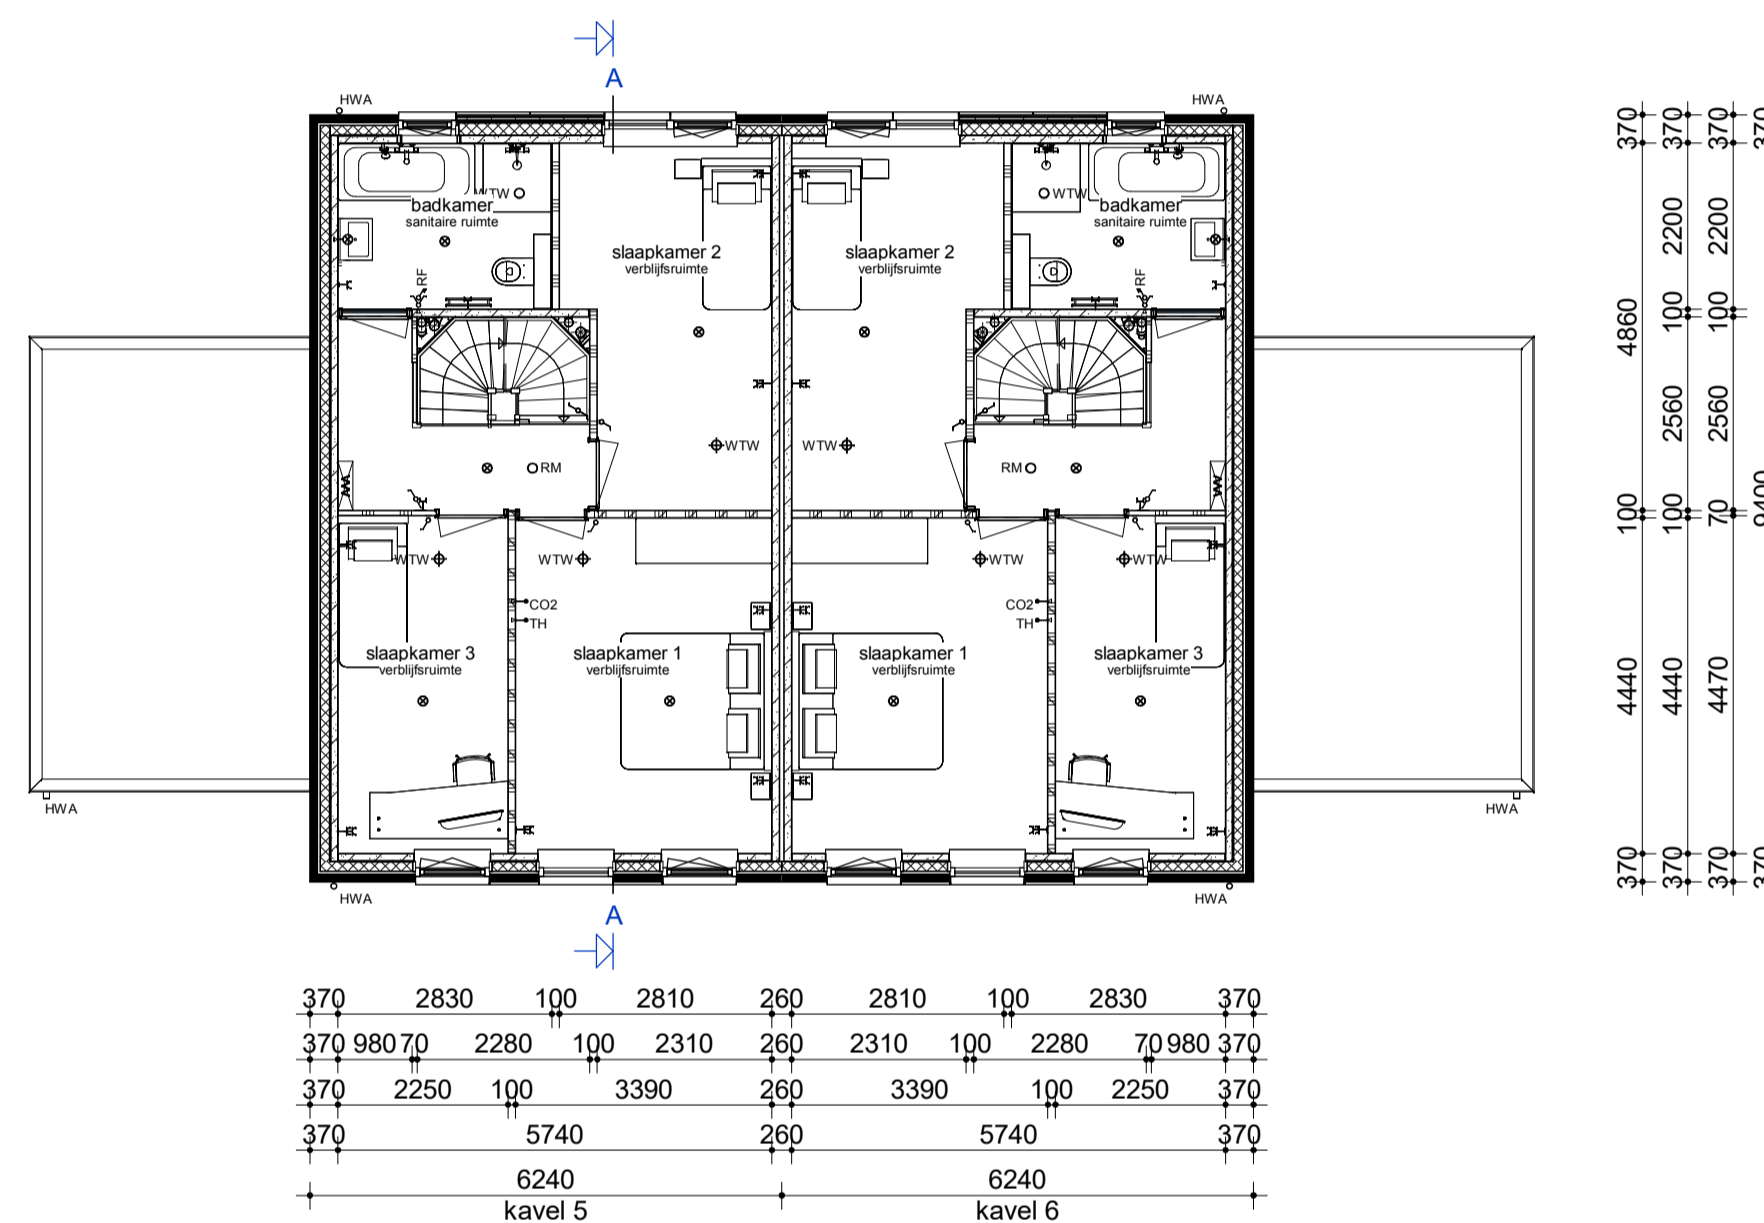 A
HWA HWA
WTW WTW
badkamer badkamer
sanitaire ruimte sanitaire ruimte
slaapkamer 2 slaapkamer 2
verblijfsruimte verblijfsruimte
RF RF
WTW WTW
RM RM
WTW WTW WTW WTW
CO2 CO2
TH TH
slaapkamer 3 slaapkamer 1 slaapkamer 1 slaapkamer 3
verblijfsruimte verblijfsruimte verblijfsruimte verblijfsruimte
HWA HWA
HWA HWA
A
370 2830 100 2810 260 2810 100 2830 370
370 980 70 2280 100 2310 260 2310 100 2280 70 980 370
370 2250 100 3390 260 3390 100 2250 370
370 5740 260 5740 370
6240 6240
kavel 5 kavel 6
370 4860 100 4440 370
370 2200 100 2560 100 4440 370
370 2200 100 2560 70 4470 370
370 9400 370